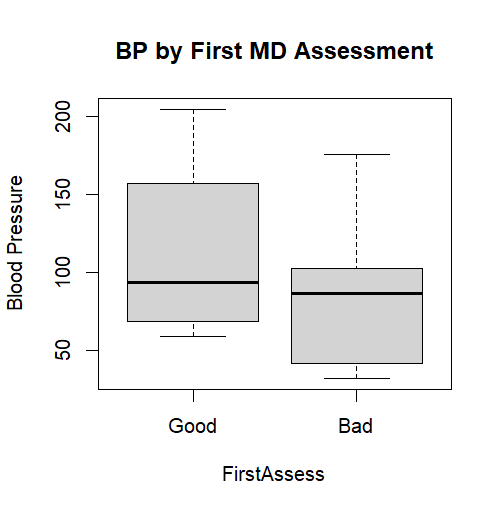 BP by First MD Assessment
Blood Pressure
200
150
100
50
Good Bad
FirstAssess